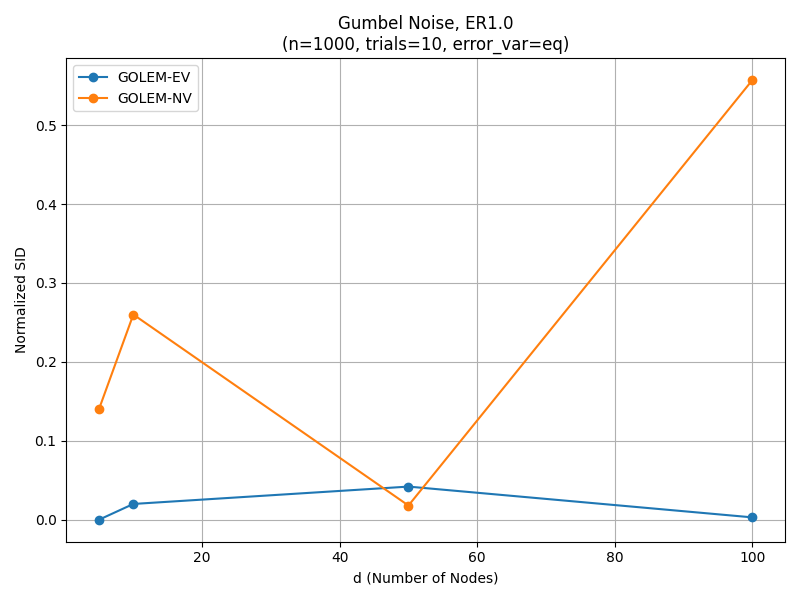 Gumbel Noise, ER1.0
(n=1000, trials=10, error_var=eq)
GOLEM-EV
GOLEM-NV
Normalized SID
0.5
0.4
0.3
0.2
0.1
0.0
20
40
60
80
100
d (Number of Nodes)